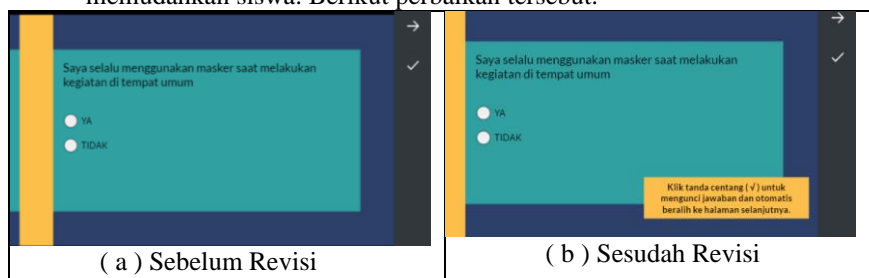 memudahkan siswa. Berikut perbaikan tersebut.
Saya selalu menggunakan masker saat melakukan
kegiatan di tempat umum
YA
TIDAK
( a ) Sebelum Revisi
Saya selalu menggunakan masker saat melakukan
kegiatan di tempat umum
YA
TIDAK
Klik tanda centang ( √ ) untuk
mengunci jawaban dan otomatis
beralih ke halaman selanjutnya.
( b ) Sesudah Revisi